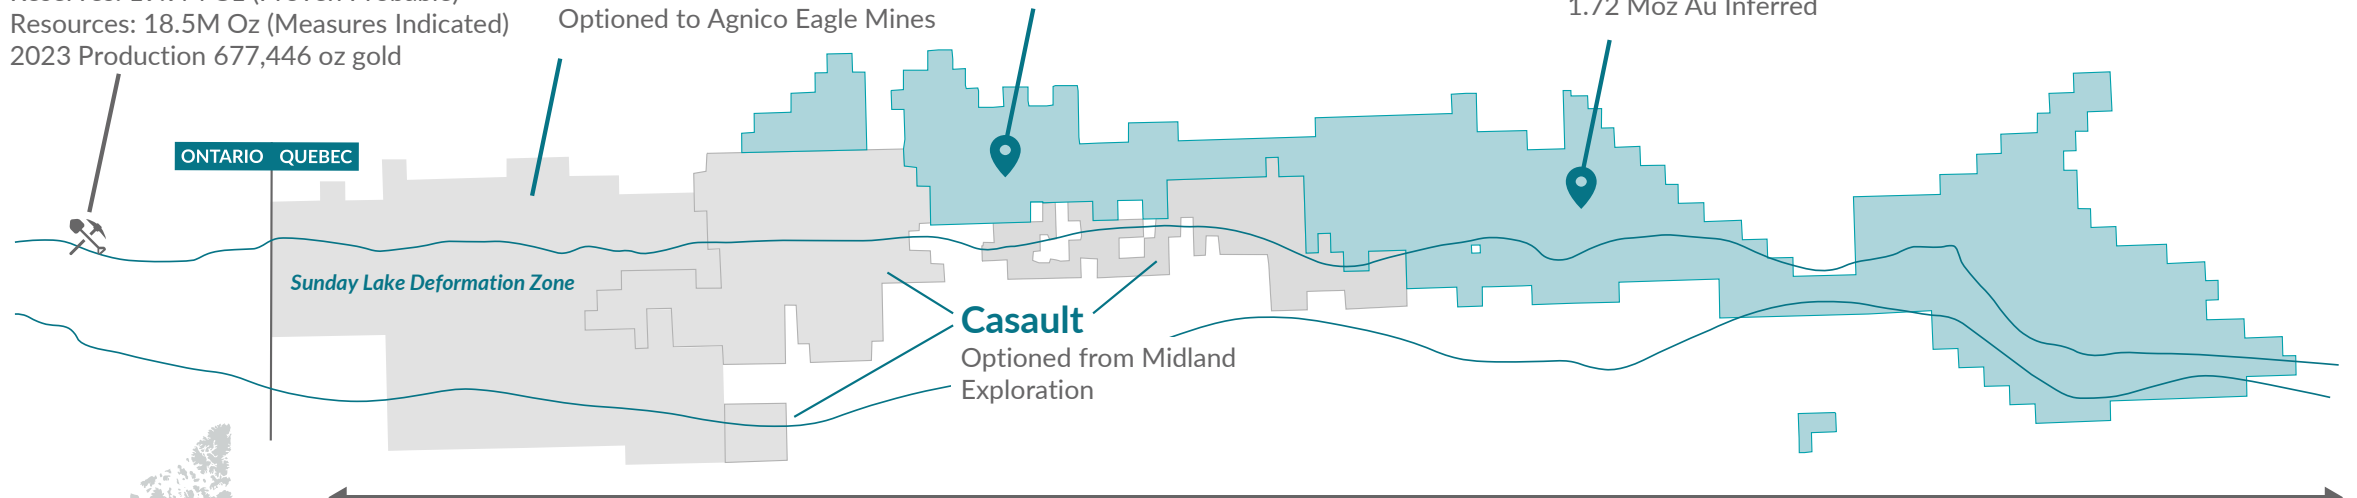 Resources: 18.5M Oz (Measures Indicated)
2023 Production 677,446 oz gold
Optioned to Agnico Eagle Mines
1.72 Moz Au Inferred
ONTARIO QUEBEC
Sunday Lake Deformation Zone
Casault
Optioned from Midland
Exploration